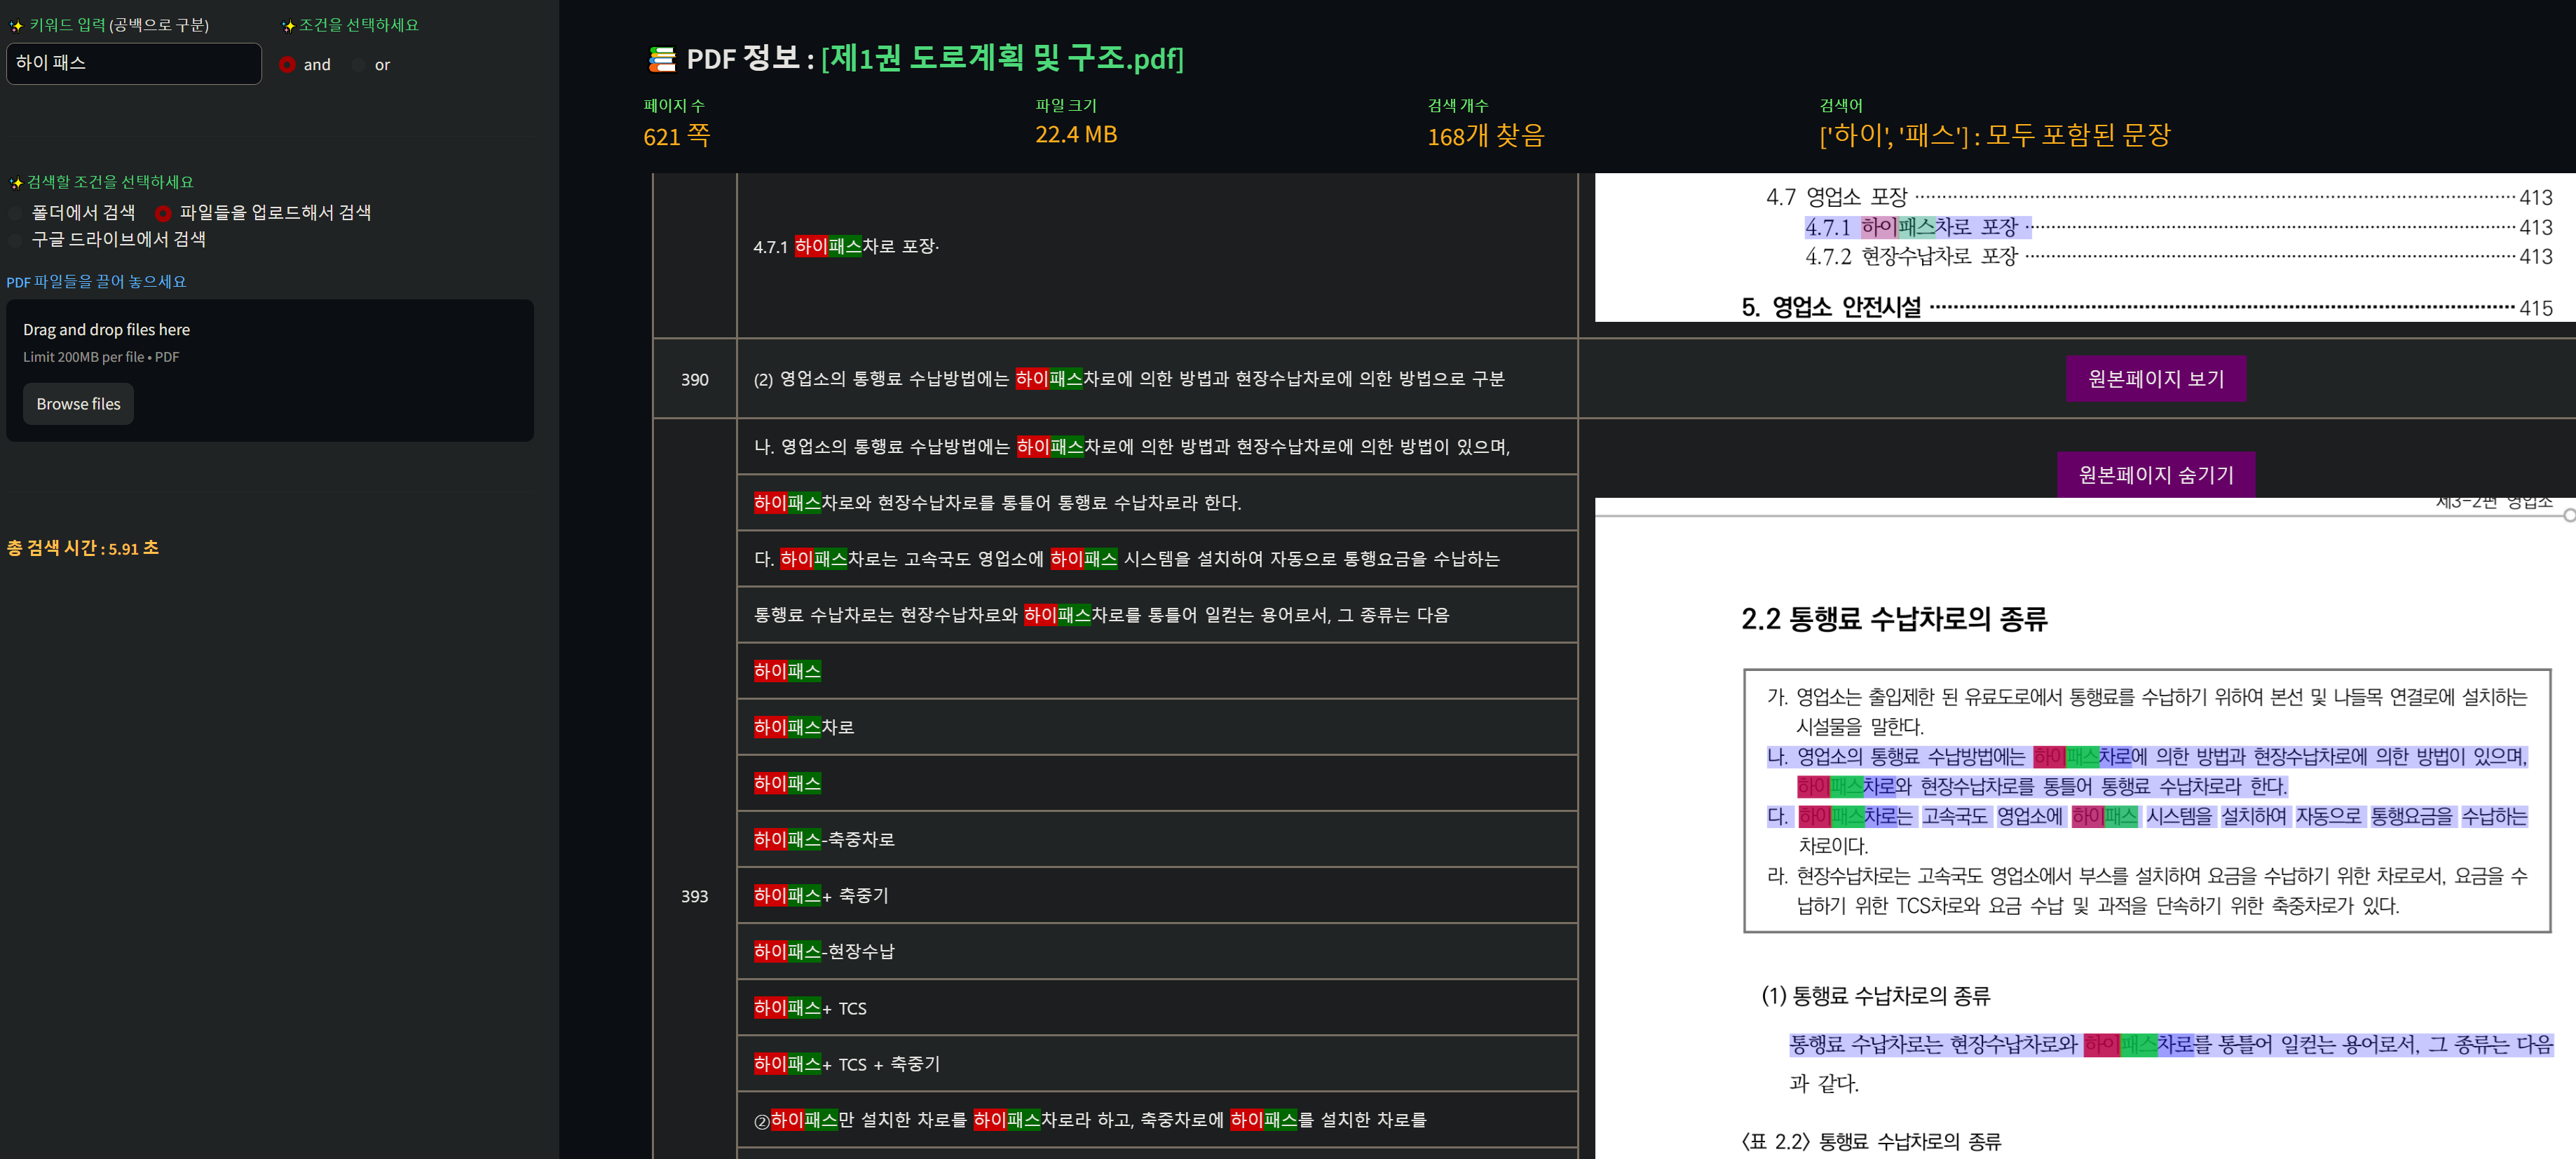 ✨ 키워드 입력 (공백으로 구분)
✨조건을 선택하세요
하이 패스
and
or
✨검색할 조건을 선택하세요
폴더에서 검색
파일들을 업로드해서 검색
구글 드라이브에서 검색
PDF 파일들을 끌어 놓으세요
Drag and drop files here
Limit 200MB per file • PDF
Browse files
총 검색 시간 : 5.91 초
📚 PDF 정보 : [제1권 도로계획 및 구조.pdf]
페이지 수
621 쪽
파일 크기
22.4 MB
검색 개수
168개 찾음
검색어
['하이', '패스'] : 모두 포함된 문장
4.7.1 하이패스차로 포장·
390
(2) 영업소의 통행료 수납방법에는 하이패스차로에 의한 방법과 현장수납차로에 의한 방법으로 구분
393
나. 영업소의 통행료 수납방법에는 하이패스차로에 의한 방법과 현장수납차로에 의한 방법이 있으며,
하이패스차로와 현장수납차로를 통틀어 통행료 수납차로라 한다.
다. 하이패스차로는 고속국도 영업소에 하이패스 시스템을 설치하여 자동으로 통행요금을 수납하는
통행료 수납차로는 현장수납차로와 하이패스차로를 통틀어 일컫는 용어로서, 그 종류는 다음
하이패스
하이패스차로
하이패스
하이패스-축중차로
하이패스+ 축중기
하이패스-현장수납
하이패스+ TCS
하이패스+ TCS + 축중기
②하이패스만 설치한 차로를 하이패스차로라 하고, 축중차로에 하이패스를 설치한 차로를
4.7 영업소 포장 ········ 413
4.7.1 하이패스차로 포장 ········ 413
4.7.2 현장수납차로 포장 ········ 413
5. 영업소 안전시설 ········ 415
원본페이지 보기
원본페이지 숨기기
제3-2편 영업소
2.2 통행료 수납차로의 종류
가. 영업소는 출입제한 된 유료도로에서 통행료를 수납하기 위하여 본선 및 나들목 연결로에 설치하는
시설물을 말한다.
나. 영업소의 통행료 수납방법에는 하이패스차로에 의한 방법과 현장수납차로에 의한 방법이 있으며,
하이패스차로와 현장수납차로를 통틀어 통행료 수납차로라 한다.
다. 하이패스차로는 고속국도 영업소에 하이패스 시스템을 설치하여 자동으로 통행요금을 수납하는
차로이다.
라. 현장수납차로는 고속국도 영업소에서 부스를 설치하여 요금을 수납하기 위한 차로로서, 요금을 수
납하기 위한 TCS차로와 요금 수납 및 과적을 단속하기 위한 축중차로가 있다.
(1) 통행료 수납차로의 종류
통행료 수납차로는 현장수납차로와 하이패스차로를 통틀어 일컫는 용어로서, 그 종류는 다음
과 같다.
〈표 2.2〉 통행료 수납차로의 종류